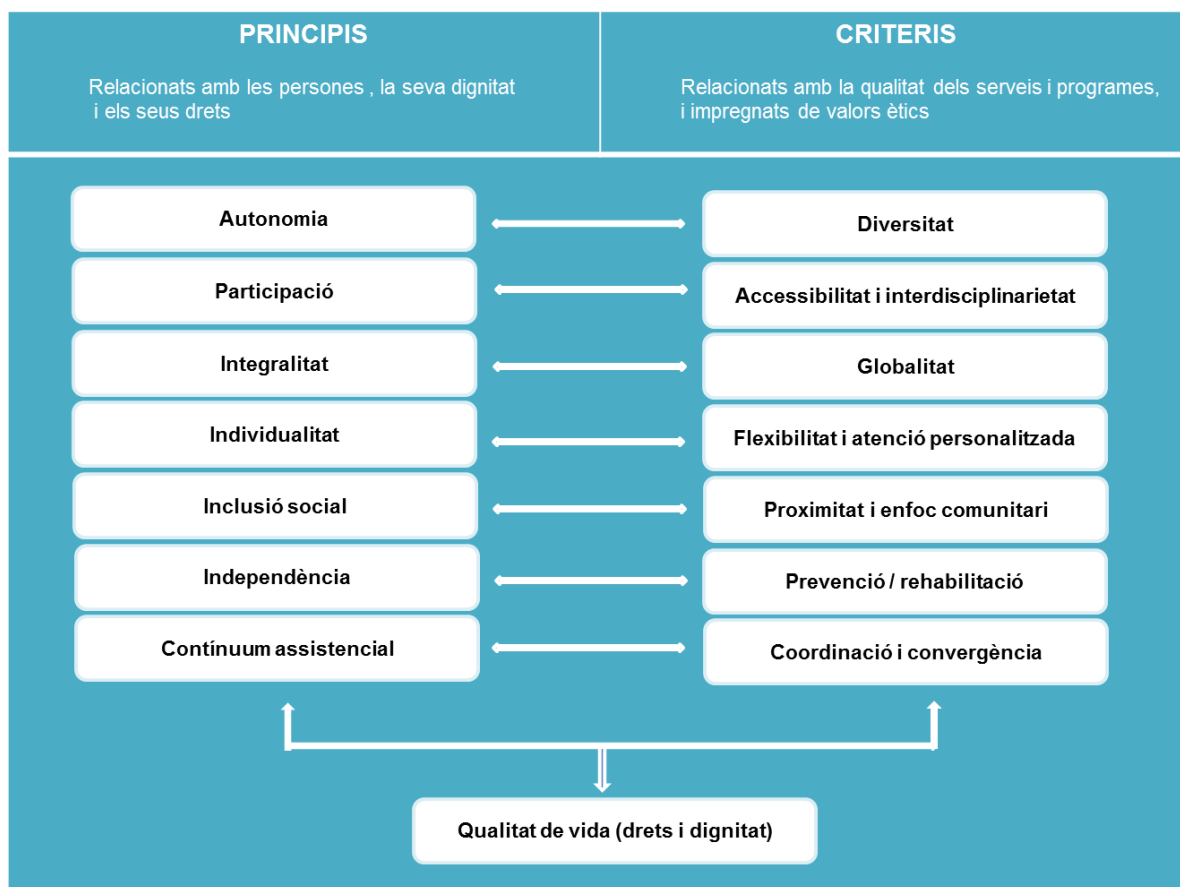 PRINCIPIS
Relacionats amb les persones , la seva dignitat
i els seus drets
CRITERIS
Relacionats amb la qualitat dels serveis i programes,
i impregnats de valors ètics
Autonomia
Diversitat
Participació
Accessibilitat i interdisciplinarietat
Integralitat
Globalitat
Individualitat
Flexibilitat i atenció personalitzada
Inclusió social
Proximitat i enfoc comunitari
Independència
Prevenció / rehabilitació
Contínuum assistencial
Coordinació i convergència
Qualitat de vida (drets i dignitat)